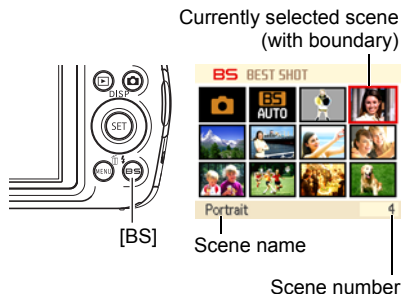 Currently selected scene
(with boundary)
BS BEST SHOT
DISP
BS
AUTO
SET
MENU
BS
[BS]
Portrait 4
Scene name
Scene number